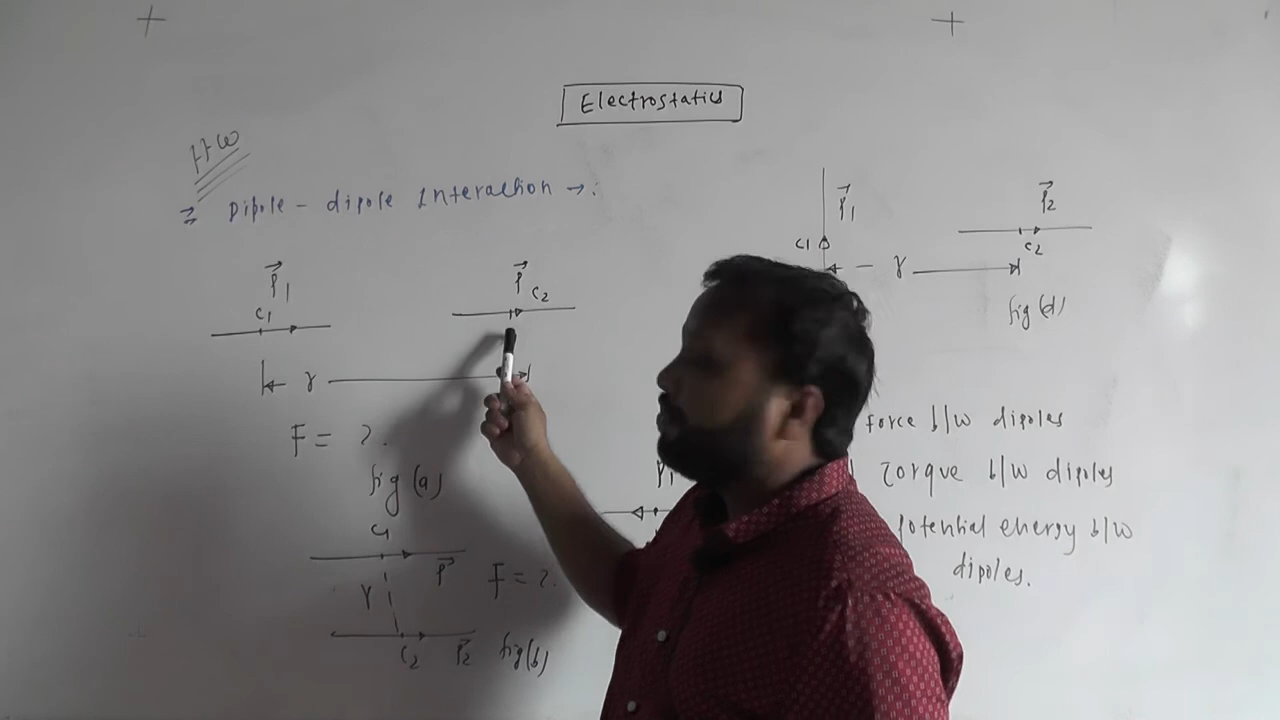 Electrostatics
HW
Dipole - dipole Interaction →:
P⃗1
C1
P⃗
C2
r
F = ?.
fig (a)
C1
P⃗
r
F = ?.
C2
P⃗2
fig(b)
P⃗1
C1
P⃗2
C2
r
fig(d)
P1
Force b/w dipoles
Torque b/w dipoles
Potential energy b/w
dipoles.